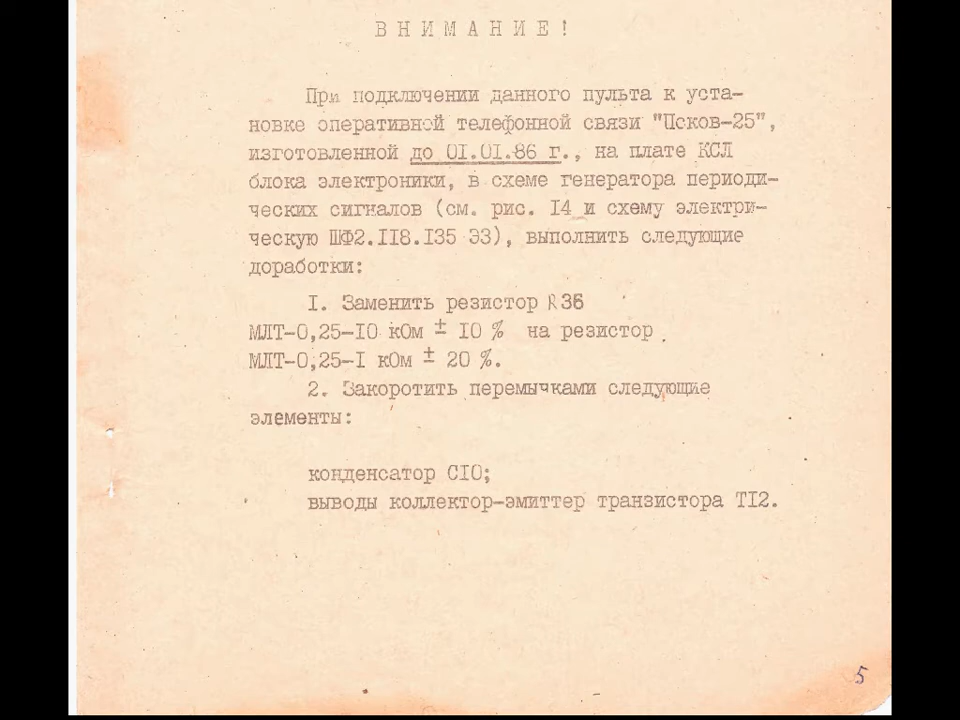 В Н И М А Н И Е !
При подключении данного пульта к уста-
новке оперативной телефонной связи "Псков-25",
изготовленной до 01.01.86 г., на плате КСЛ
блока электроники, в схеме генератора периоди-
ческих сигналов (см. рис. 14 и схему электри-
ческую ШФ2.118.135 Э3), выполнить следующие
доработки:
1. Заменить резистор R36
МЛТ-0,25-10 кОм ± 10 % на резистор
МЛТ-0,25-1 кОм ± 20 %.
2. Закоротить перемычками следующие
элементы:
конденсатор С10;
выводы коллектор-эмиттер транзистора Т12.
5